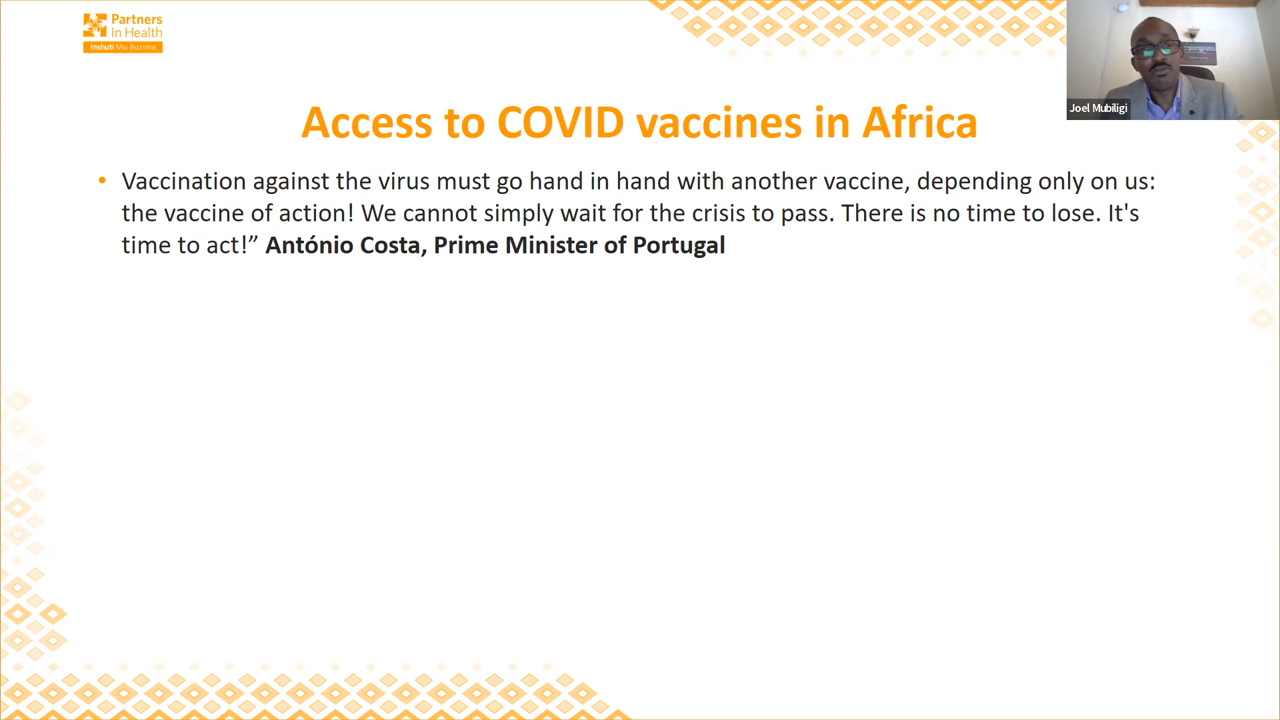 Partners
In Health
Inshuti Mu Buzima
Joel Mubiligi
Access to COVID vaccines in Africa
• Vaccination against the virus must go hand in hand with another vaccine, depending only on us:
the vaccine of action! We cannot simply wait for the crisis to pass. There is no time to lose. It's
time to act!” António Costa, Prime Minister of Portugal